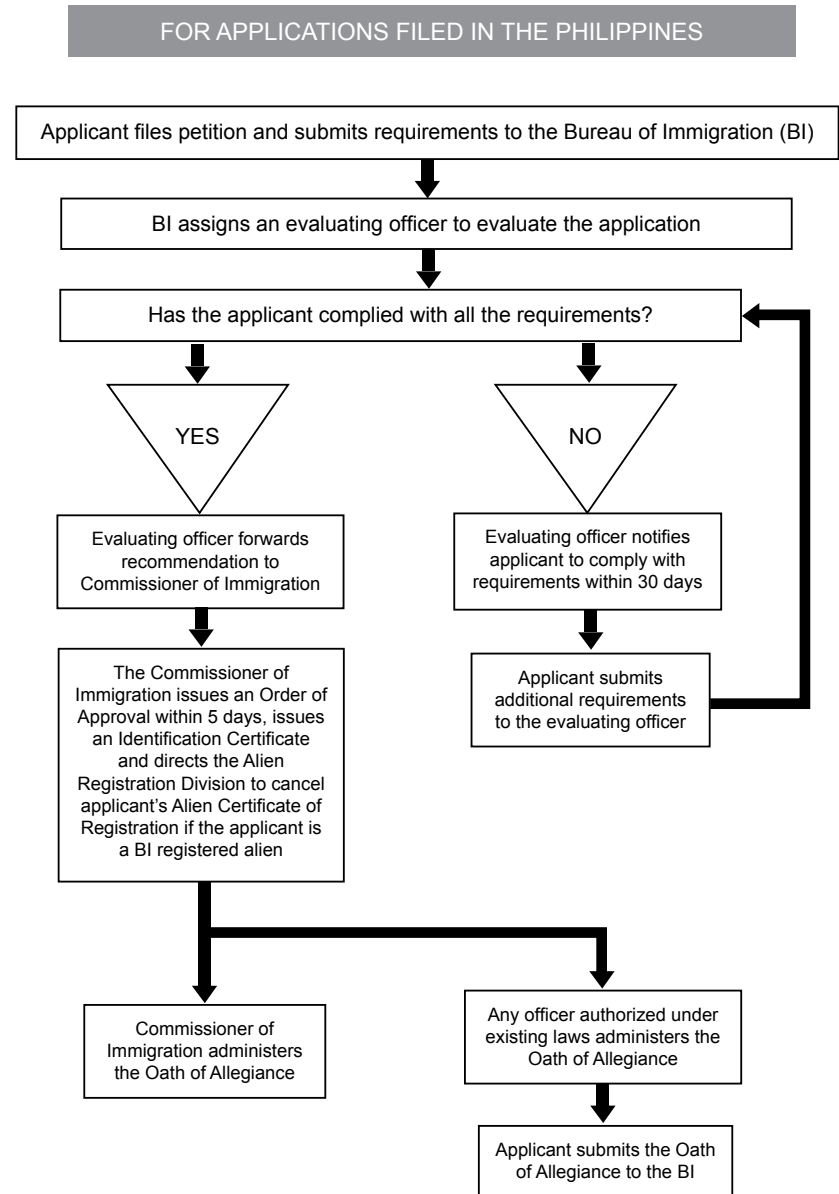 FOR APPLICATIONS FILED IN THE PHILIPPINES
Applicant files petition and submits requirements to the Bureau of Immigration (BI)
BI assigns an evaluating officer to evaluate the application
Has the applicant complied with all the requirements?
YES
NO
Evaluating officer forwards
recommendation to
Commissioner of Immigration
Evaluating officer notifies
applicant to comply with
requirements within 30 days
The Commissioner of
Immigration issues an Order of
Approval within 5 days, issues
an Identification Certificate
and directs the Alien
Registration Division to cancel
applicant's Alien Certificate of
Registration if the applicant is
a BI registered alien
Applicant submits
additional requirements
to the evaluating officer
Commissioner of
Immigration administers
the Oath of Allegiance
Any officer authorized under
existing laws administers the
Oath of Allegiance
Applicant submits the Oath
of Allegiance to the BI